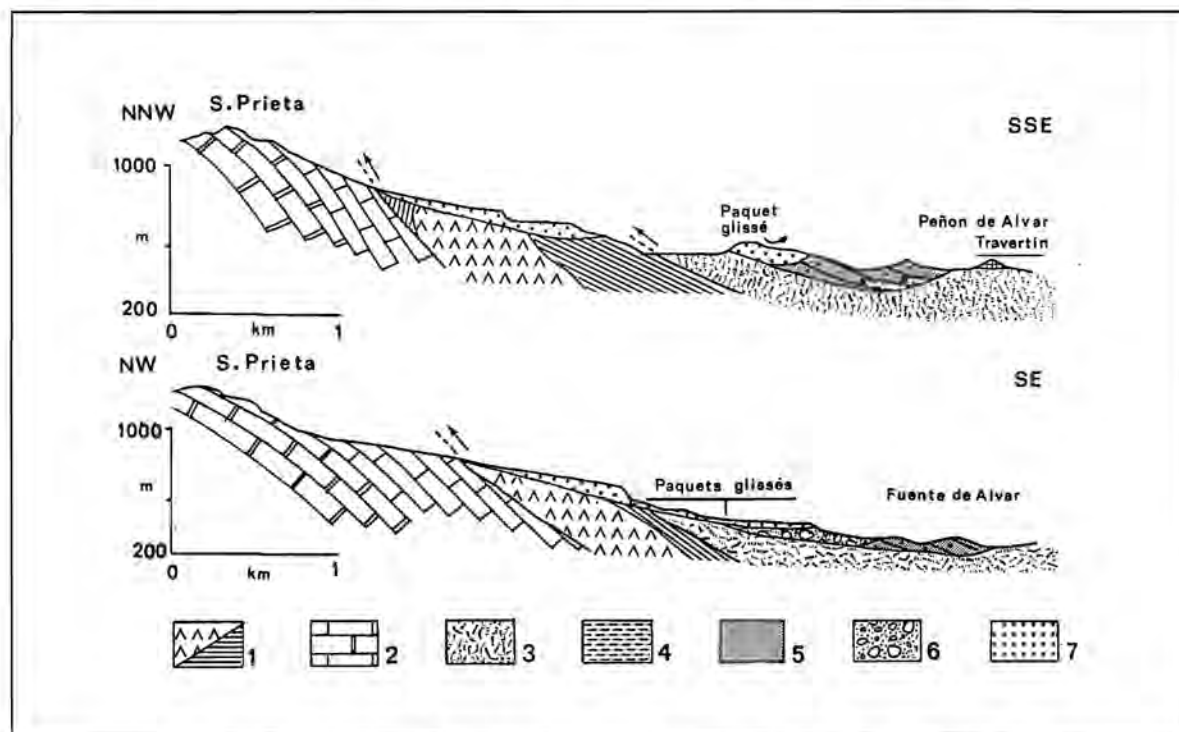 NNW S. Prieta SSE
1000
Paquet
glissé
Peñon de Alvar
Travertin
m
200
0 km 1
NW S. Prieta SE
1000
m
Paquets glissés
Fuente de Alvar
200
0 km 1
1 2 3 4 5 6 7